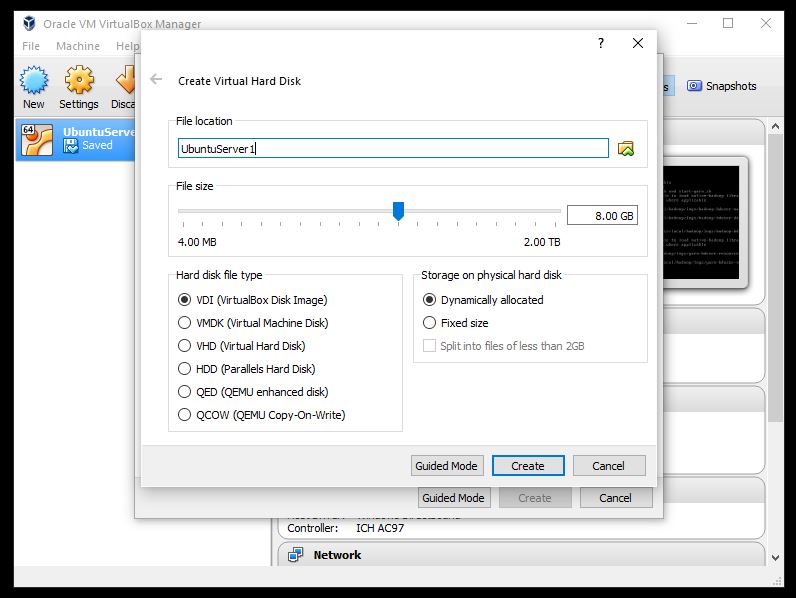 Oracle VM VirtualBox Manager
File Machine Help
New Settings Disca
s Snapshots
64 UbuntuServe
Saved
? 
Create Virtual Hard Disk
File location
UbuntuServer1
File size
8.00 GB
4.00 MB 2.00 TB
Hard disk file type
VDI (VirtualBox Disk Image)
VMDK (Virtual Machine Disk)
VHD (Virtual Hard Disk)
HDD (Parallels Hard Disk)
QED (QEMU enhanced disk)
QCOW (QEMU Copy-On-Write)
Storage on physical hard disk
Dynamically allocated
Fixed size
Split into files of less than 2GB
Guided Mode Create Cancel
Guided Mode Create Cancel
Controller: ICH AC97
Network